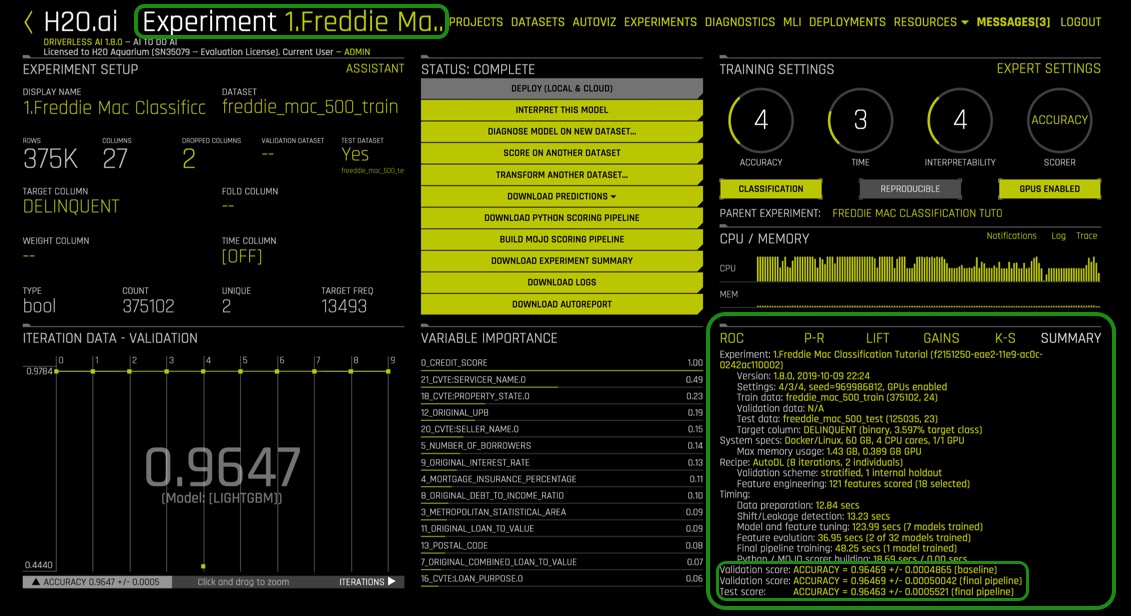 H2O.ai Experiment 1.Freddie Ma.. PROJECTS DATASETS AUTOVIZ EXPERIMENTS DIAGNOSTICS MLI DEPLOYMENTS RESOURCES MESSAGES[3] LOGOUT
DRIVERLESS AI 1.8.0 – AI TO DO AI
Licensed to H2O Aquarium (SN35079 – Evaluation License). Current User – ADMIN
EXPERIMENT SETUP ASSISTANT
DISPLAY NAME DATASET
1.Freddie Mac Classificc freddie_mac_500_train
ROWS COLUMNS DROPPED COLUMNS VALIDATION DATASET TEST DATASET
375K 27 2 -- Yes
freddie_mac_500_te
TARGET COLUMN FOLD COLUMN
DELINQUENT --
WEIGHT COLUMN TIME COLUMN
-- [OFF]
TYPE COUNT UNIQUE TARGET FREQ
bool 375102 2 13493
STATUS: COMPLETE
DEPLOY (LOCAL & CLOUD)
INTERPRET THIS MODEL
DIAGNOSE MODEL ON NEW DATASET...
SCORE ON ANOTHER DATASET
TRANSFORM ANOTHER DATASET...
DOWNLOAD PREDICTIONS
DOWNLOAD PYTHON SCORING PIPELINE
BUILD MOJO SCORING PIPELINE
DOWNLOAD EXPERIMENT SUMMARY
DOWNLOAD LOGS
DOWNLOAD AUTOREPORT
TRAINING SETTINGS EXPERT SETTINGS
4 3 4 ACCURACY
ACCURACY TIME INTERPRETABILITY SCORER
CLASSIFICATION REPRODUCIBLE GPUS ENABLED
PARENT EXPERIMENT: FREDDIE MAC CLASSIFICATION TUTO
CPU / MEMORY Notifications Log Trace
CPU
MEM
ITERATION DATA - VALIDATION
0 1 2 3 4 5 6 7 8 9
0.9784
0.9647
(Model: [LIGHTGBM])
0.4440
ACCURACY 0.9647 +/- 0.0005 Click and drag to zoom ITERATIONS
VARIABLE IMPORTANCE
0_CREDIT_SCORE 1.00
21_CVTE:SERVICER_NAME.0 0.49
18_CVTE:PROPERTY_STATE.0 0.23
12_ORIGINAL_UPB 0.19
20_CVTE:SELLER_NAME.0 0.15
5_NUMBER_OF_BORROWERS 0.14
9_ORIGINAL_INTEREST_RATE 0.13
4_MORTGAGE_INSURANCE_PERCENTAGE 0.11
8_ORIGINAL_DEBT_TO_INCOME_RATIO 0.10
3_METROPOLITAN_STATISTICAL_AREA 0.09
11_ORIGINAL_LOAN_TO_VALUE 0.09
13_POSTAL_CODE 0.08
7_ORIGINAL_COMBINED_LOAN_TO_VALUE 0.07
16_CVTE:LOAN_PURPOSE.0 0.06
ROC P-R LIFT GAINS K-S SUMMARY
Experiment: 1.Freddie Mac Classification Tutorial (f2151250-eae2-11e9-ac0c-
0242ac110002)
Version: 1.8.0, 2019-10-09 22:24
Settings: 4/3/4, seed=969986812, GPUs enabled
Train data: freddie_mac_500_train (375102, 24)
Validation data: N/A
Test data: freeddie_mac_500_test (125035, 23)
Target column: DELINQUENT (binary, 3.597% target class)
System specs: Docker/Linux, 60 GB, 4 CPU cores, 1/1 GPU
Max memory usage: 1.43 GB, 0.389 GB GPU
Recipe: AutoDL (8 iterations, 2 individuals)
Validation scheme: stratified, 1 internal holdout
Feature engineering: 121 features scored (18 selected)
Timing:
Data preparation: 12.84 secs
Shift/Leakage detection: 13.23 secs
Model and feature tuning: 123.99 secs (7 models trained)
Feature evolution: 36.95 secs (2 of 32 models trained)
Final pipeline training: 48.25 secs (1 model trained)
Python / MOJO scorer building: 18.69 secs / 0.00 secs
Validation score: ACCURACY = 0.96469 +/- 0.0004865 (baseline)
Validation score: ACCURACY = 0.96469 +/- 0.00050042 (final pipeline)
Test score: ACCURACY = 0.96463 +/- 0.0005521 (final pipeline)